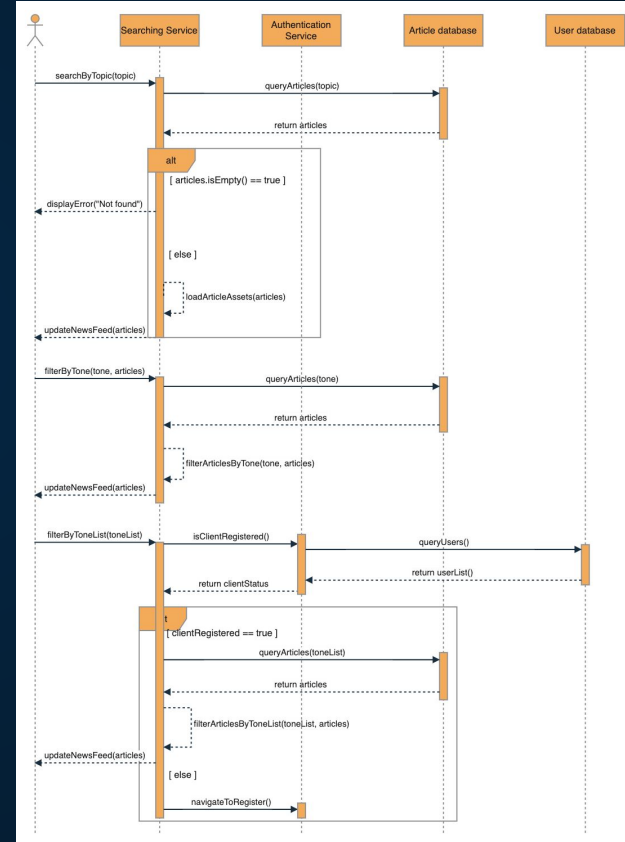 Searching Service
Authentication
Service
Article database
User database
searchByTopic(topic)
queryArticles(topic)
return articles
alt
[ articles.isEmpty() == true ]
displayError("Not found")
[ else ]
loadArticleAssets(articles)
updateNewsFeed(articles)
filterByTone(tone, articles)
queryArticles(tone)
return articles
filterArticlesByTone(tone, articles)
updateNewsFeed(articles)
filterByToneList(toneList)
isClientRegistered()
queryUsers()
return userList()
return clientStatus
t
[ clientRegistered == true ]
queryArticles(toneList)
return articles
filterArticlesByToneList(toneList, articles)
updateNewsFeed(articles)
[ else ]
navigateToRegister()